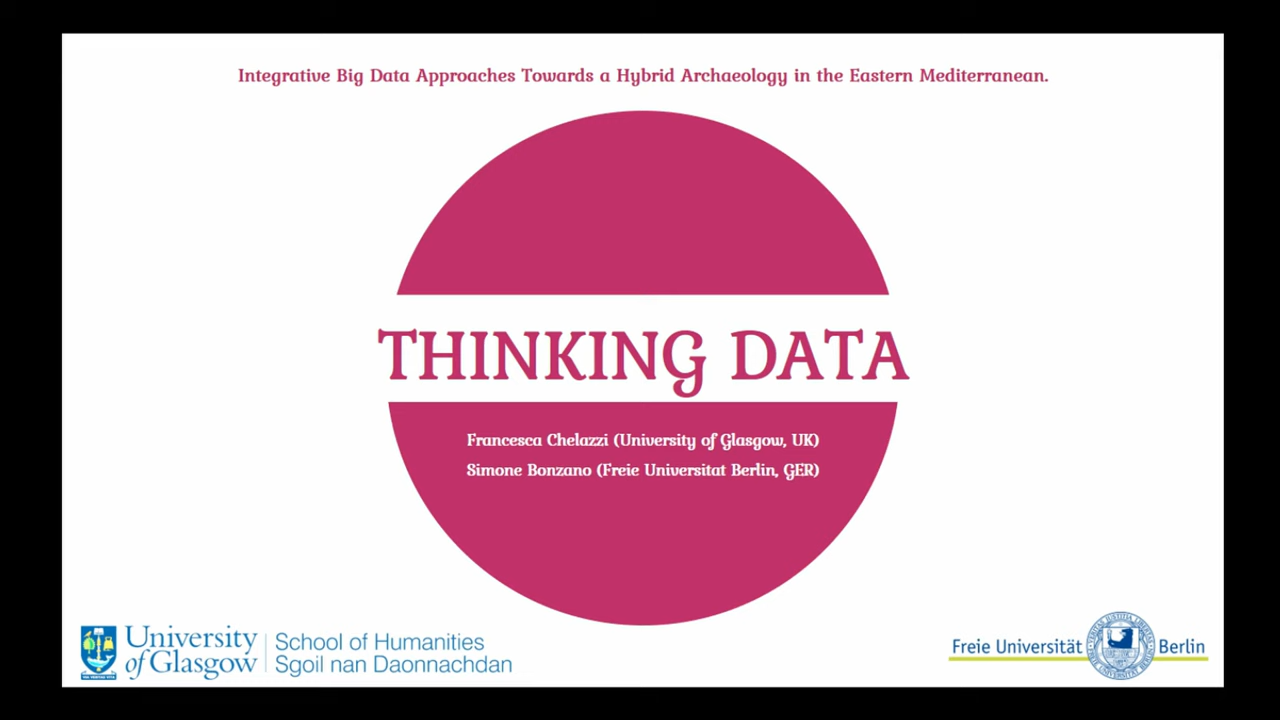 Integrative Big Data Approaches Towards a Hybrid Archaeology in the Eastern Mediterranean.
THINKING DATA
Francesca Chelazzi (University of Glasgow, UK)
Simone Bonzano (Freie Universitat Berlin, GER)
University
of Glasgow
School of Humanities
Sgoil nan Daonnachdan
Freie Universität Berlin